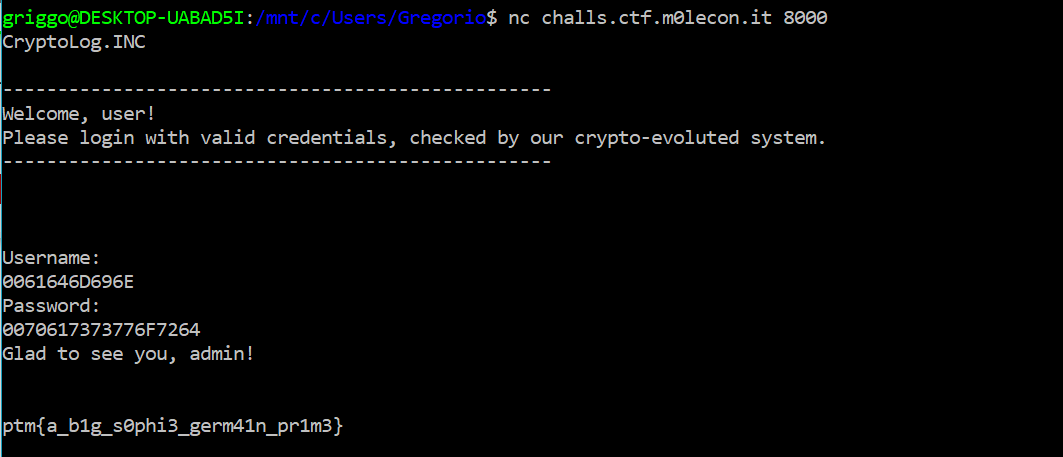 griggo@DESKTOP-UABAD5I:/mnt/c/Users/Gregorio$ nc challs.ctf.m0lecon.it 8000
CryptoLog.INC
--------------------------------------------------
Welcome, user!
Please login with valid credentials, checked by our crypto-evoluted system.
--------------------------------------------------
Username:
0061646D696E
Password:
0070617373776F7264
Glad to see you, admin!
ptm{a_b1g_s0phi3_germ41n_pr1m3}